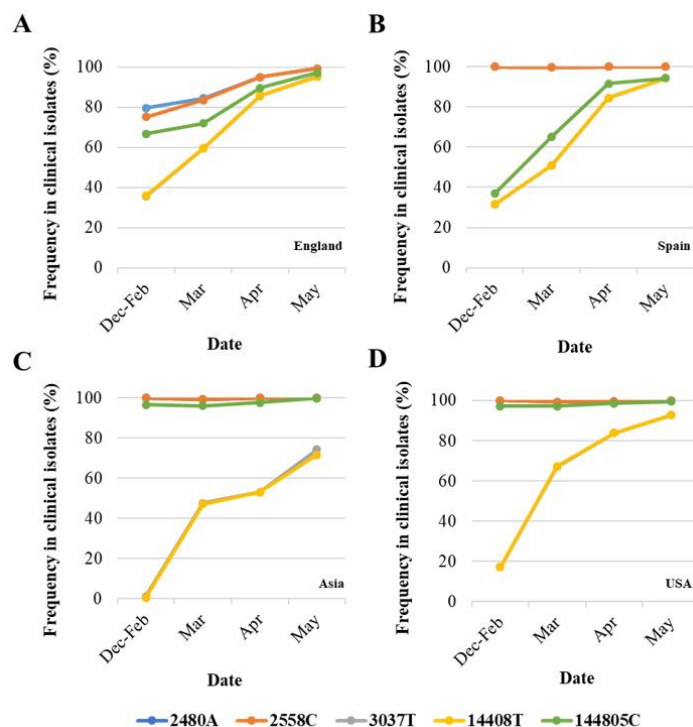 A
Frequency in clinical isolates (%)
100
80
60
40
20
0
England
Dec-Feb
Mar
Apr
May
Date
B
Frequency in clinical isolates (%)
100
80
60
40
20
0
Spain
Dec-Feb
Mar
Apr
May
Date
C
Frequency in clinical isolates (%)
100
80
60
40
20
0
Asia
Dec-Feb
Mar
Apr
May
Date
D
Frequency in clinical isolates (%)
100
80
60
40
20
0
USA
Dec-Feb
Mar
Apr
May
Date
2480A 2558C 3037T 14408T 144805C